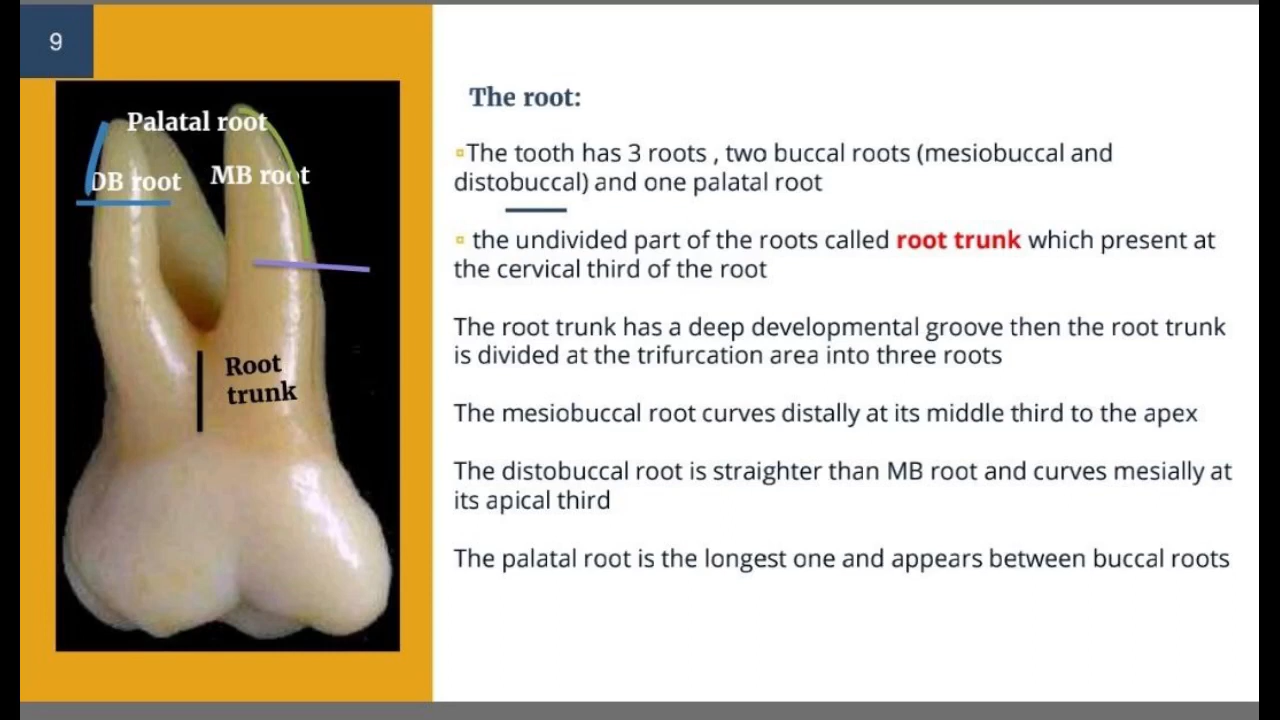 9
Palatal root
DB root
MB root
Root
trunk
The root:
▫The tooth has 3 roots , two buccal roots (mesiobuccal and
distobuccal) and one palatal root
▫ the undivided part of the roots called root trunk which present at
the cervical third of the root
The root trunk has a deep developmental groove then the root trunk
is divided at the trifurcation area into three roots
The mesiobuccal root curves distally at its middle third to the apex
The distobuccal root is straighter than MB root and curves mesially at
its apical third
The palatal root is the longest one and appears between buccal roots